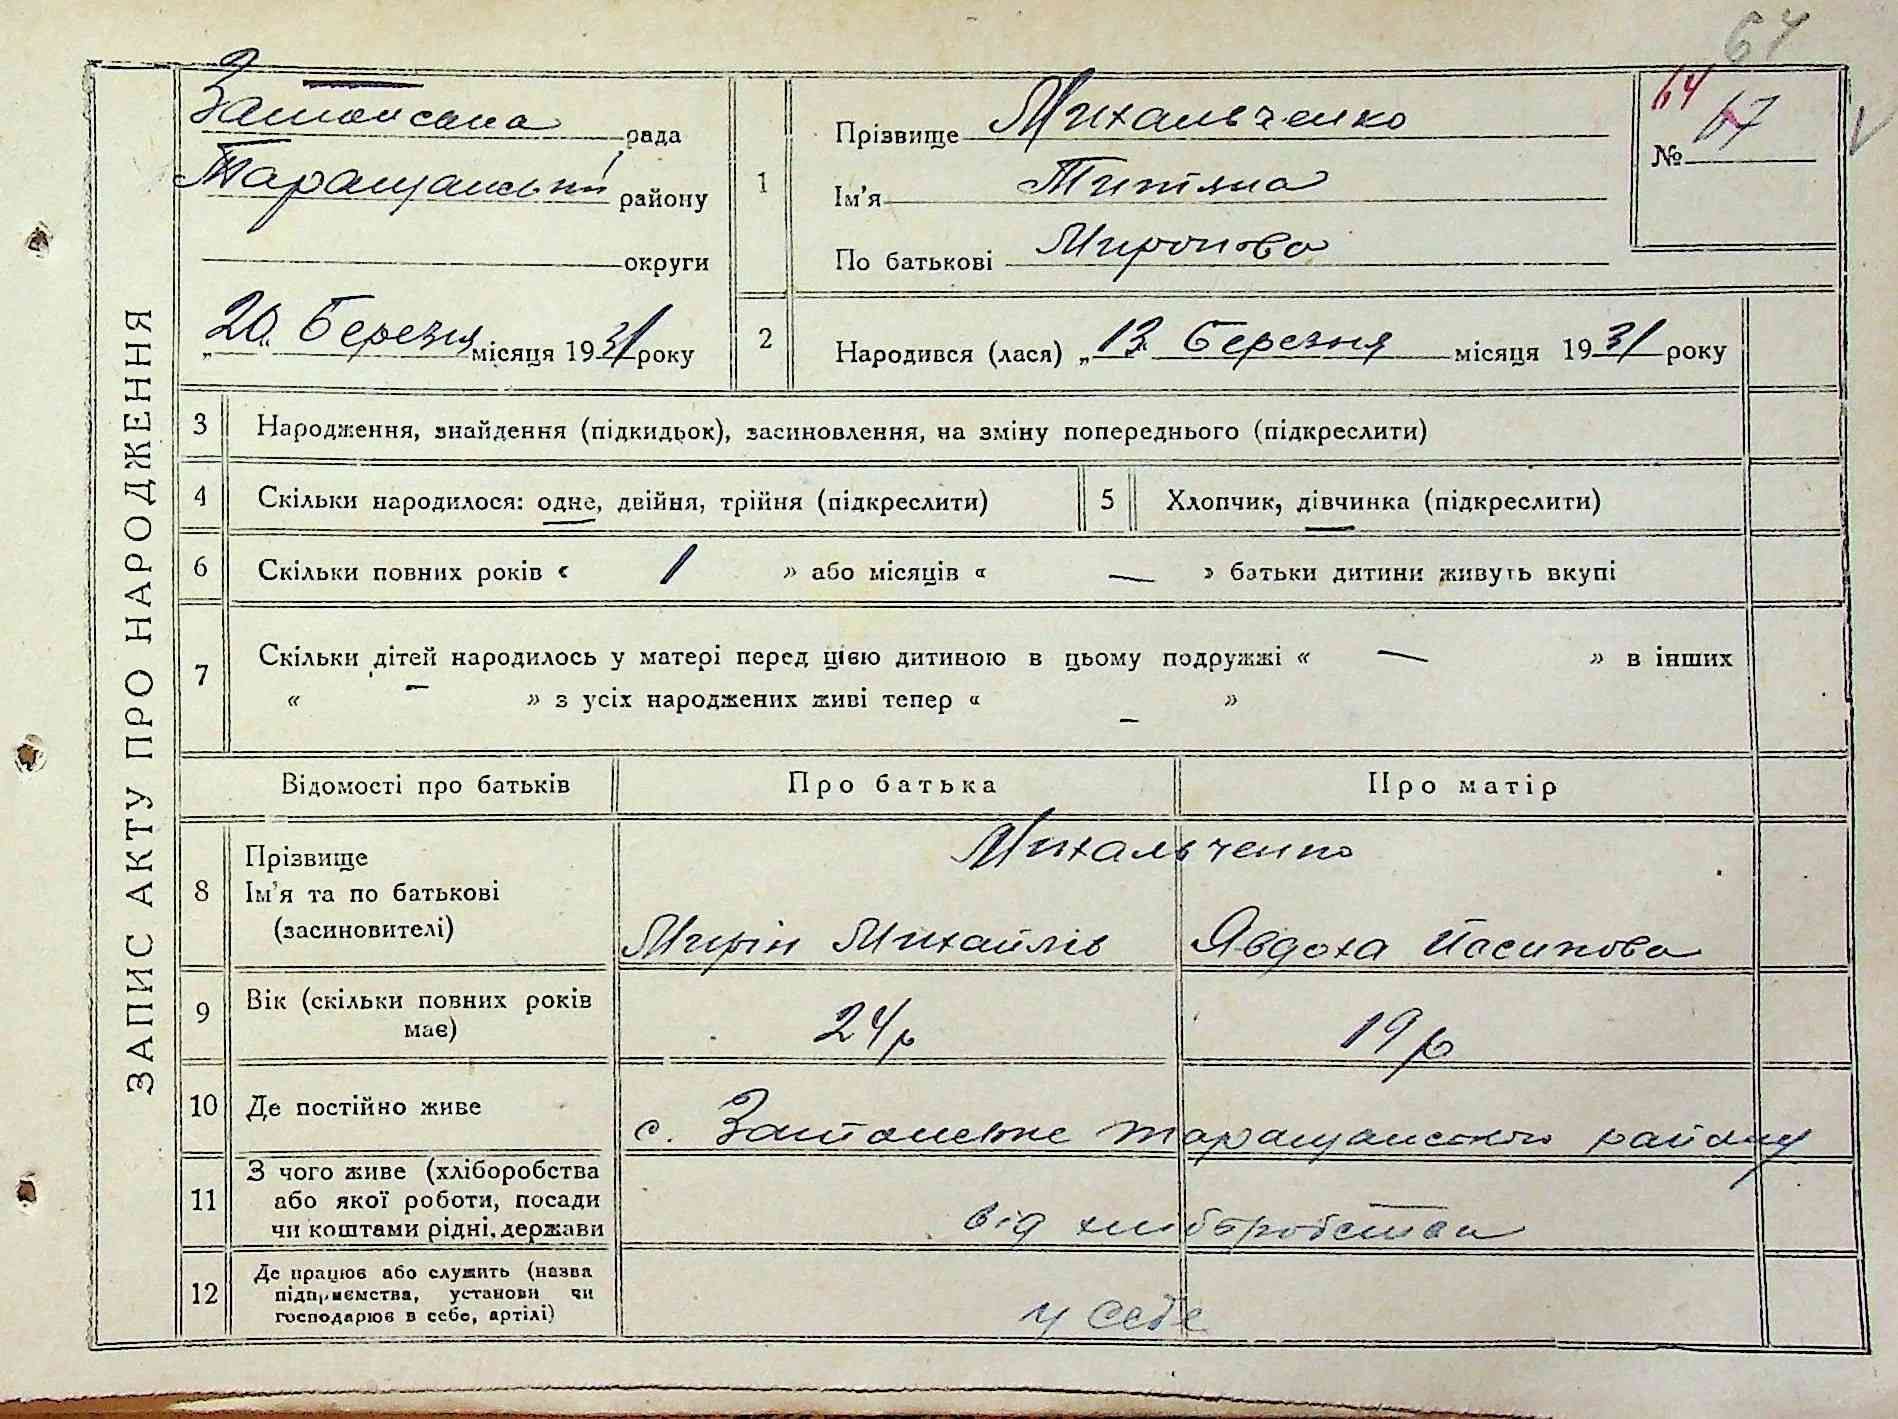 64
ЗАПИС АКТУ ПРО НАРОДЖЕННЯ
рада
Таращанський району
округи
„20“ Березня місяця 1931 року
1
Прізвище Михальченко
Ім’я Титяна
По батькові Миронова
64
№ 67
2
Народився (лася) „13“ Березня місяця 1931 року
3
Народження, знайдення (підкидьок), засиновлення, на зміну попереднього (підкреслити)
4
Скільки народилося: одне, двійня, трійня (підкреслити)
5
Хлопчик, дівчинка (підкреслити)
6
Скільки повних років « 1 » або місяців « — » батьки дитини живуть вкупі
7
Скільки дітей народилось у матері перед цією дитиною в цьому подружжі « — » в інших
« – » з усіх народжених живі тепер « – »
Відомості про батьків
Про батька
Про матір
8
Прізвище
Ім’я та по батькові
(засиновителі)
Михальченко
Мирін Михайлів
Явдоха
9
Вік (скільки повних років
має)
24 р
19 р
10
Де постійно живе
с. таращанського району
11
З чого живе (хліборобства
або якої роботи, посади
чи коштами рідні, держави
від хліборобства
12
Де працює або служить (назва
підприємства, установи чи
господарює в себе, артілі)
у себе